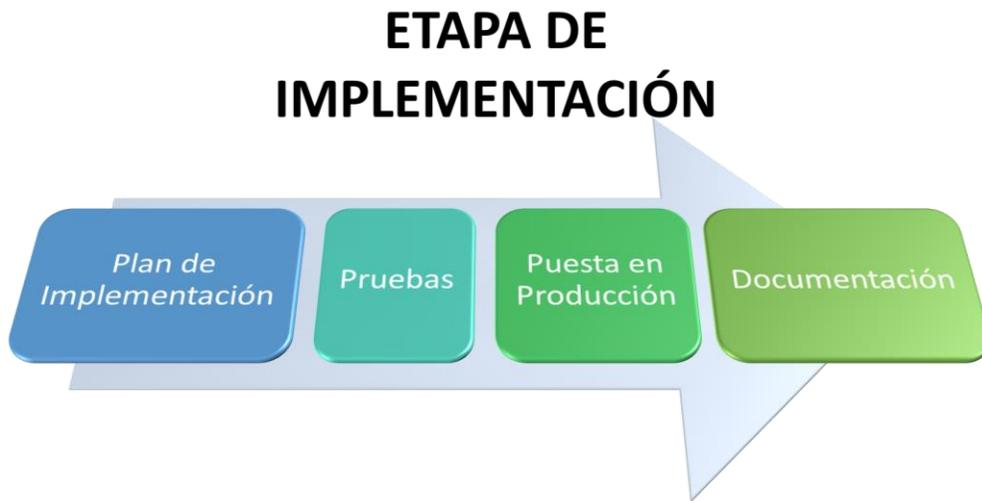 ETAPA DE
IMPLEMENTACIÓN
Plan de
Implementación
Pruebas
Puesta en
Producción
Documentación